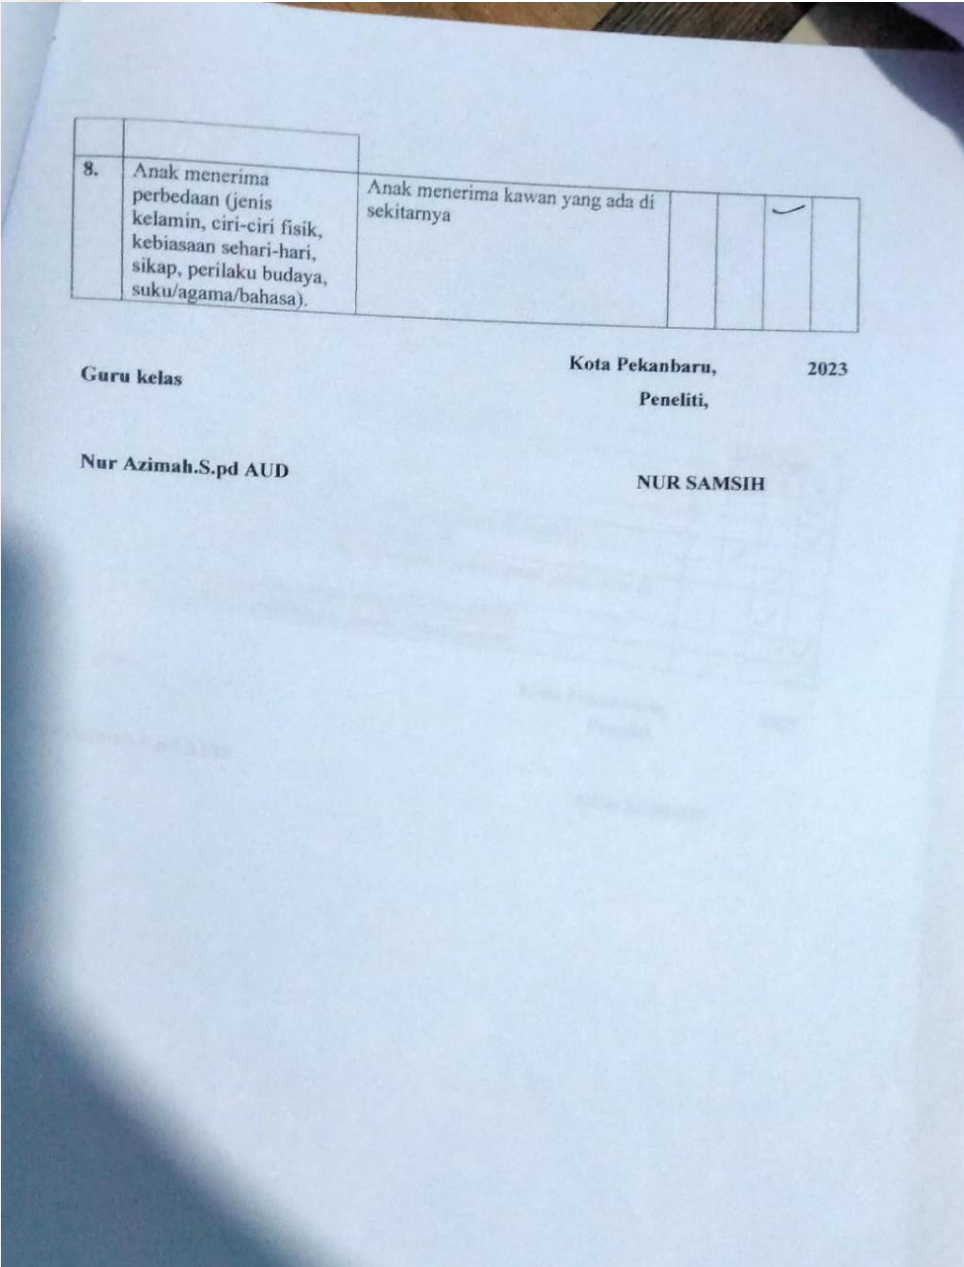 8.
Anak menerima
perbedaan (jenis
kelamin, ciri-ciri fisik,
kebiasaan sehari-hari,
sikap, perilaku budaya,
suku/agama/bahasa).
Anak menerima kawan yang ada di
sekitarnya
Kota Pekanbaru, 2023
Guru kelas
Peneliti,
Nur Azimah.S.pd AUD
NUR SAMSIH